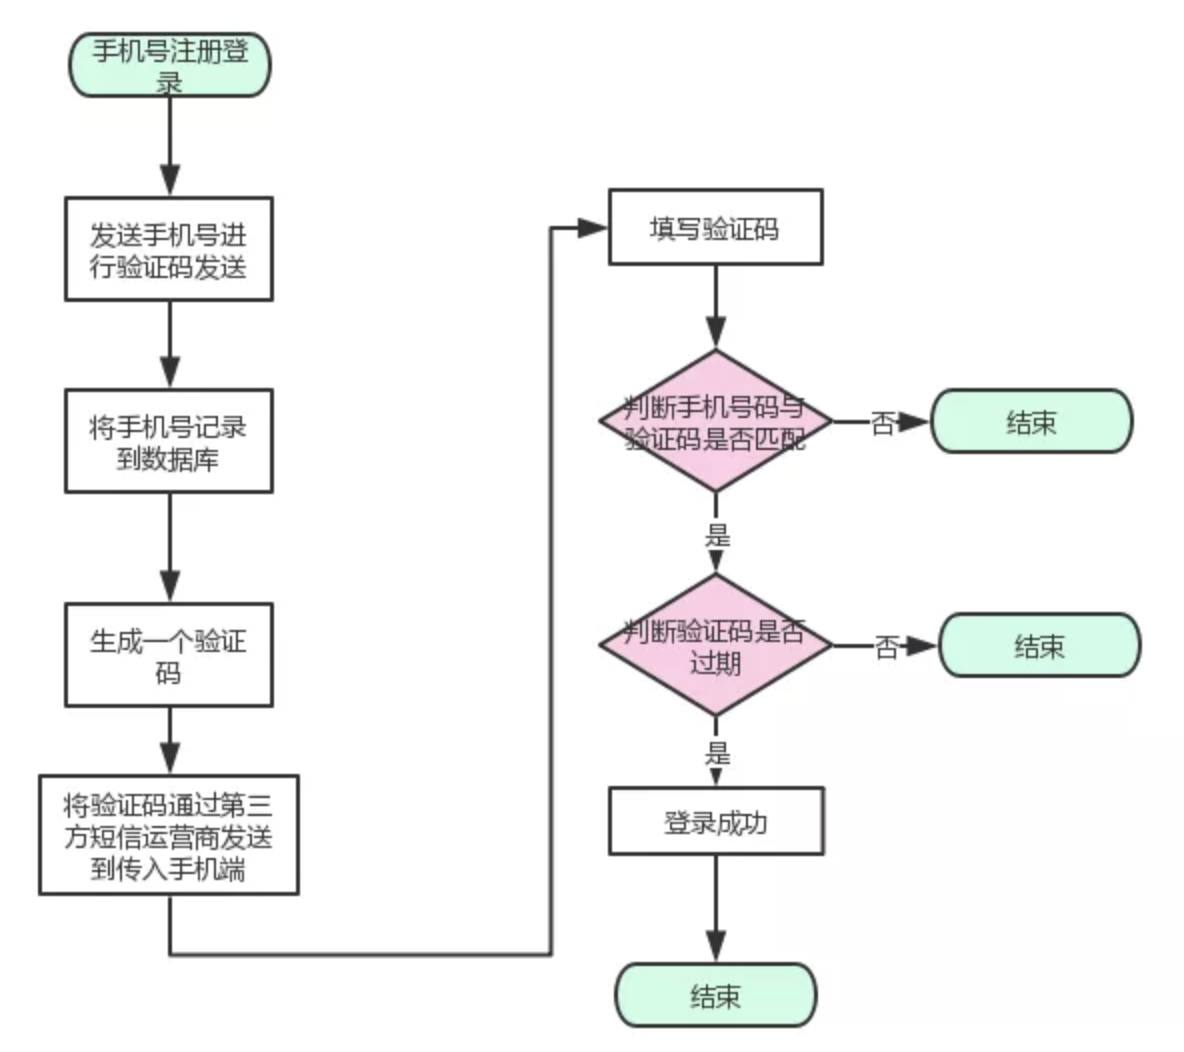 手机号注册登
录
发送手机号进
行验证码发送
将手机号记录
到数据库
生成一个验证
码
将验证码通过第三
方短信运营商发送
到传入手机端
填写验证码
判断手机号码与
验证码是否匹配
否
结束
是
判断验证码是否
过期
否
结束
是
登录成功
结束